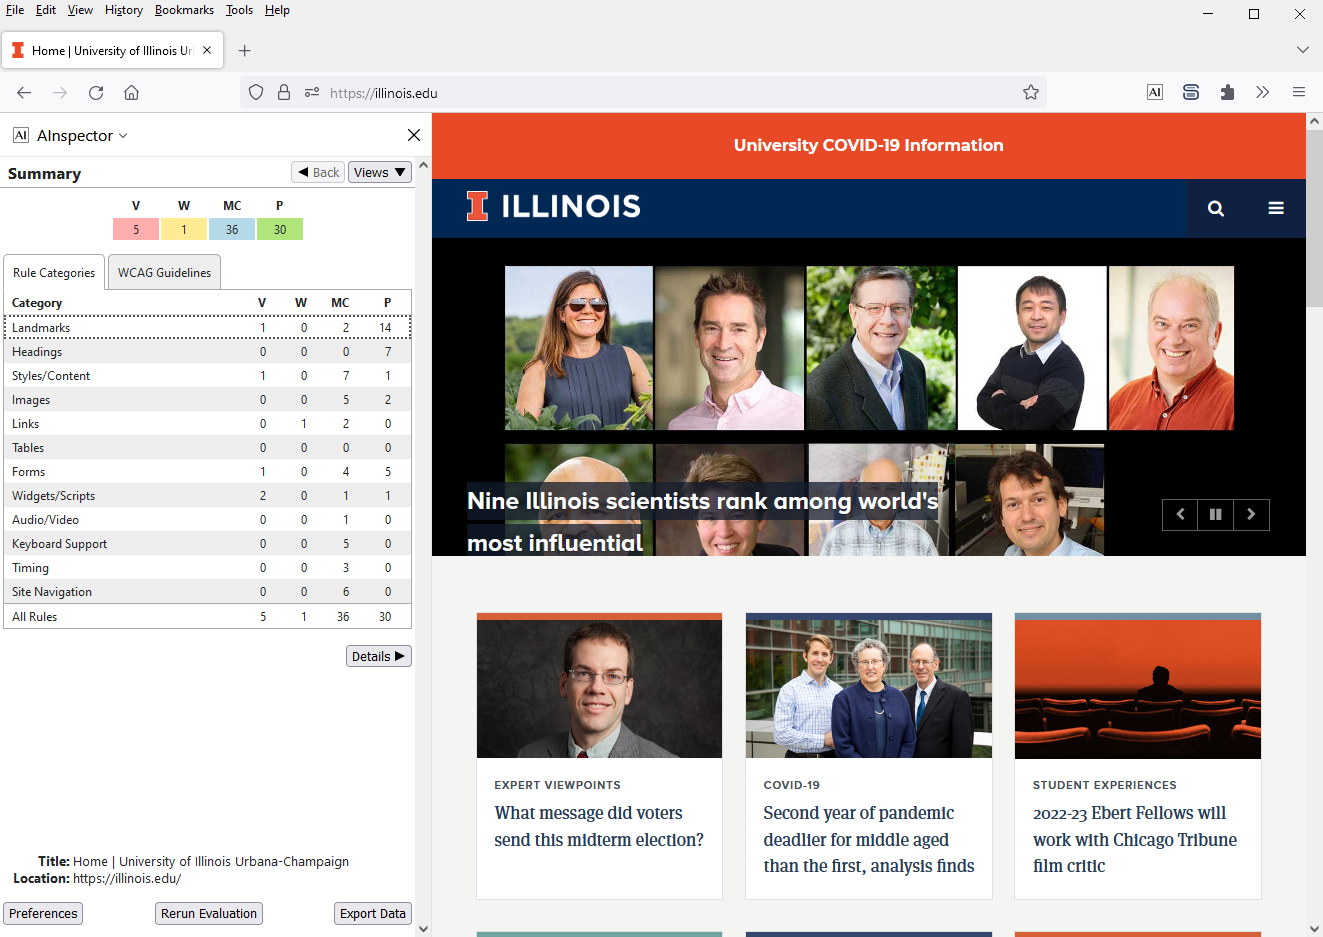 File Edit View History Bookmarks Tools Help
Home | University of Illinois Ur
https://illinois.edu
AI
AI AInspector
Summary
Back Views
V W MC P
5 1 36 30
Rule Categories WCAG Guidelines
Category V W MC P
Landmarks 1 0 2 14
Headings 0 0 0 7
Styles/Content 1 0 7 1
Images 0 0 5 2
Links 0 1 2 0
Tables 0 0 0 0
Forms 1 0 4 5
Widgets/Scripts 2 0 1 1
Audio/Video 0 0 1 0
Keyboard Support 0 0 5 0
Timing 0 0 3 0
Site Navigation 0 0 6 0
All Rules 5 1 36 30
Details
Title: Home | University of Illinois Urbana-Champaign
Location: https://illinois.edu/
Preferences Rerun Evaluation Export Data
University COVID-19 Information
I ILLINOIS
Nine Illinois scientists rank among world's
most influential
EXPERT VIEWPOINTS
What message did voters
send this midterm election?
COVID-19
Second year of pandemic
deadlier for middle aged
than the first, analysis finds
STUDENT EXPERIENCES
2022-23 Ebert Fellows will
work with Chicago Tribune
film critic